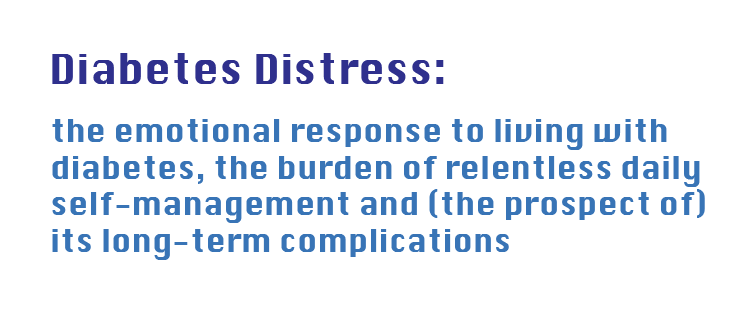 Diabetes Distress:
the emotional response to living with
diabetes, the burden of relentless daily
self-management and (the prospect of)
its long-term complications